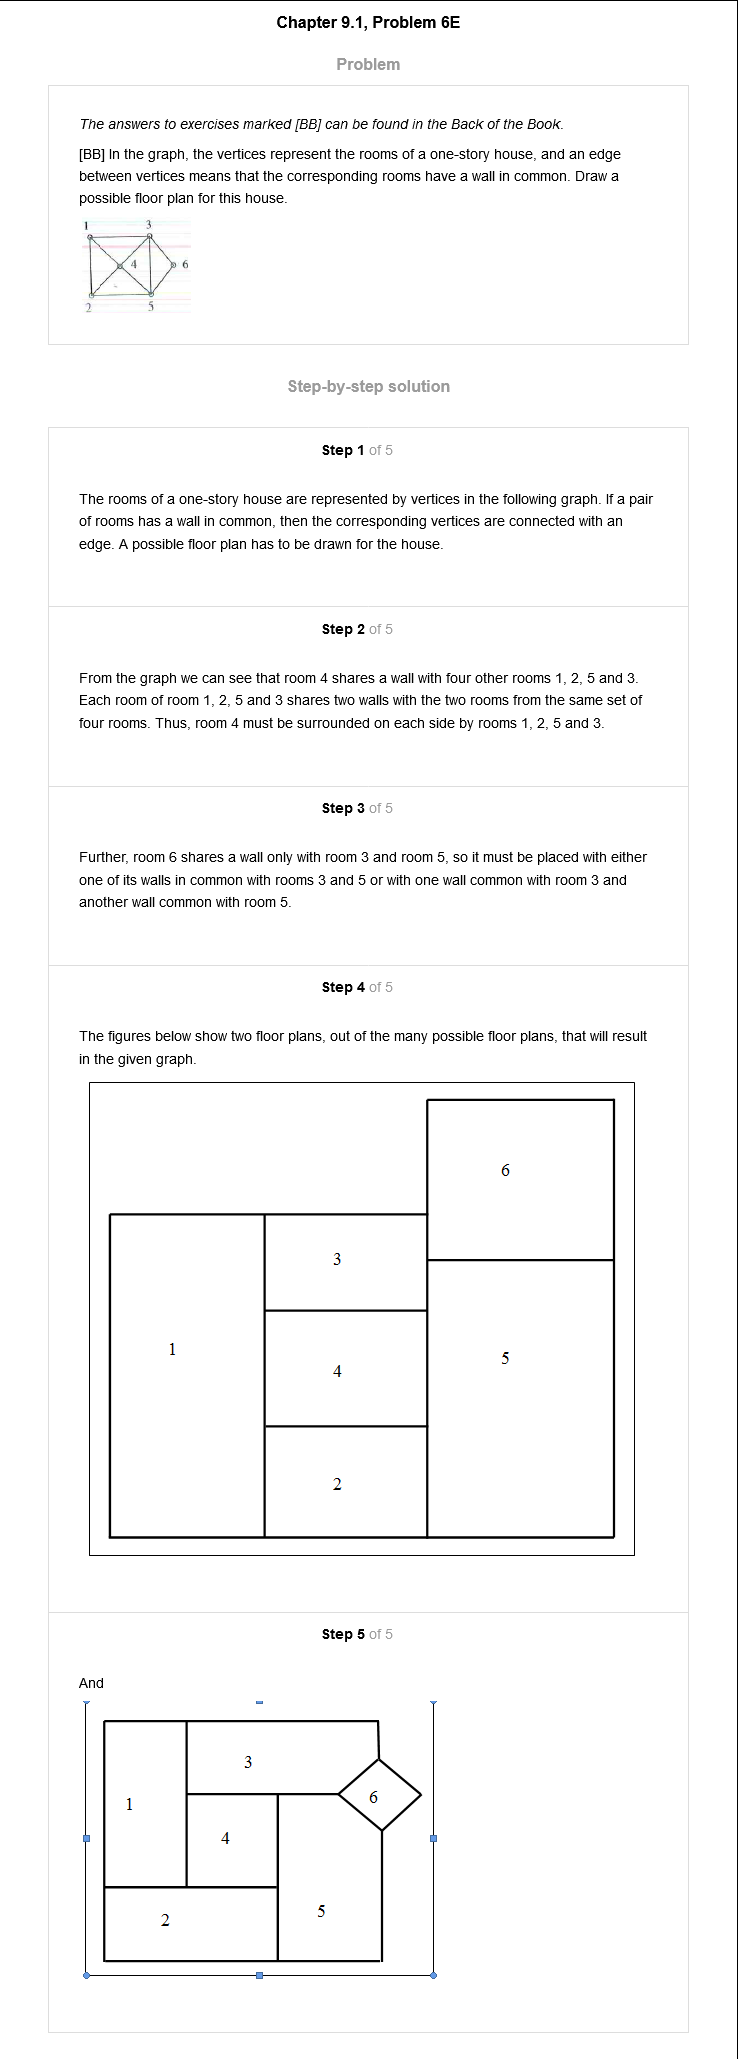 Chapter 9.1, Problem 6E
Problem
The answers to exercises marked [BB] can be found in the Back of the Book.
[BB] In the graph, the vertices represent the rooms of a one-story house, and an edge
between vertices means that the corresponding rooms have a wall in common. Draw a
possible floor plan for this house.
1 3
4 6
2 5
Step-by-step solution
Step 1 of 5
The rooms of a one-story house are represented by vertices in the following graph. If a pair
of rooms has a wall in common, then the corresponding vertices are connected with an
edge. A possible floor plan has to be drawn for the house.
Step 2 of 5
From the graph we can see that room 4 shares a wall with four other rooms 1, 2, 5 and 3.
Each room of room 1, 2, 5 and 3 shares two walls with the two rooms from the same set of
four rooms. Thus, room 4 must be surrounded on each side by rooms 1, 2, 5 and 3.
Step 3 of 5
Further, room 6 shares a wall only with room 3 and room 5, so it must be placed with either
one of its walls in common with rooms 3 and 5 or with one wall common with room 3 and
another wall common with room 5.
Step 4 of 5
The figures below show two floor plans, out of the many possible floor plans, that will result
in the given graph.
6
3
1
5
4
2
Step 5 of 5
And
3
6
1
4
5
2